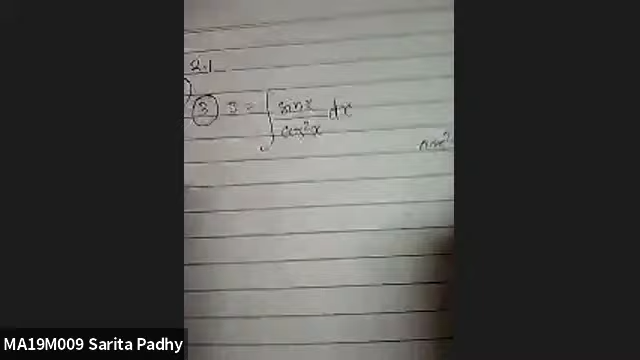 2.1
3 I = ∫ sin x / cos²x dx
MA19M009 Sarita Padhy